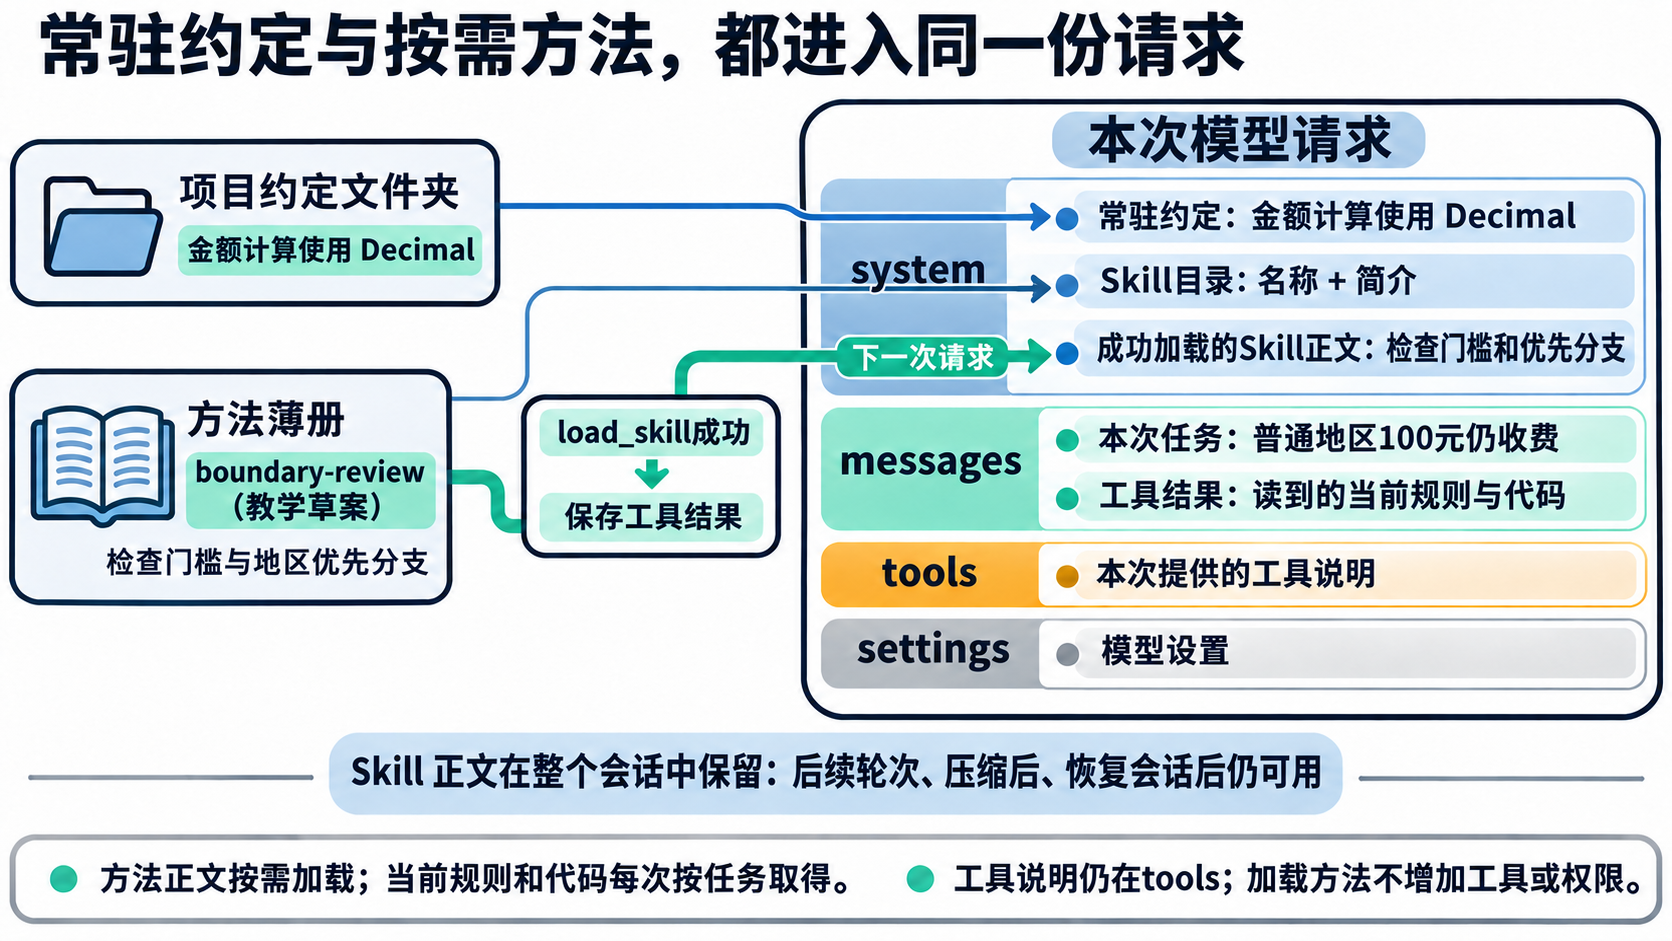 常驻约定与按需方法，都进入同一份请求
项目约定文件夹
金额计算使用 Decimal
方法薄册
boundary-review
（教学草案）
检查门槛与地区优先分支
load_skill成功
保存工具结果
本次模型请求
system
常驻约定：金额计算使用 Decimal
Skill目录：名称 + 简介
下一次请求
成功加载的Skill正文：检查门槛和优先分支
messages
本次任务：普通地区100元仍收费
工具结果：读到的当前规则与代码
tools
本次提供的工具说明
settings
模型设置
Skill 正文在整个会话中保留：后续轮次、压缩后、恢复会话后仍可用
方法正文按需加载；当前规则和代码每次按任务取得。
工具说明仍在tools；加载方法不增加工具或权限。